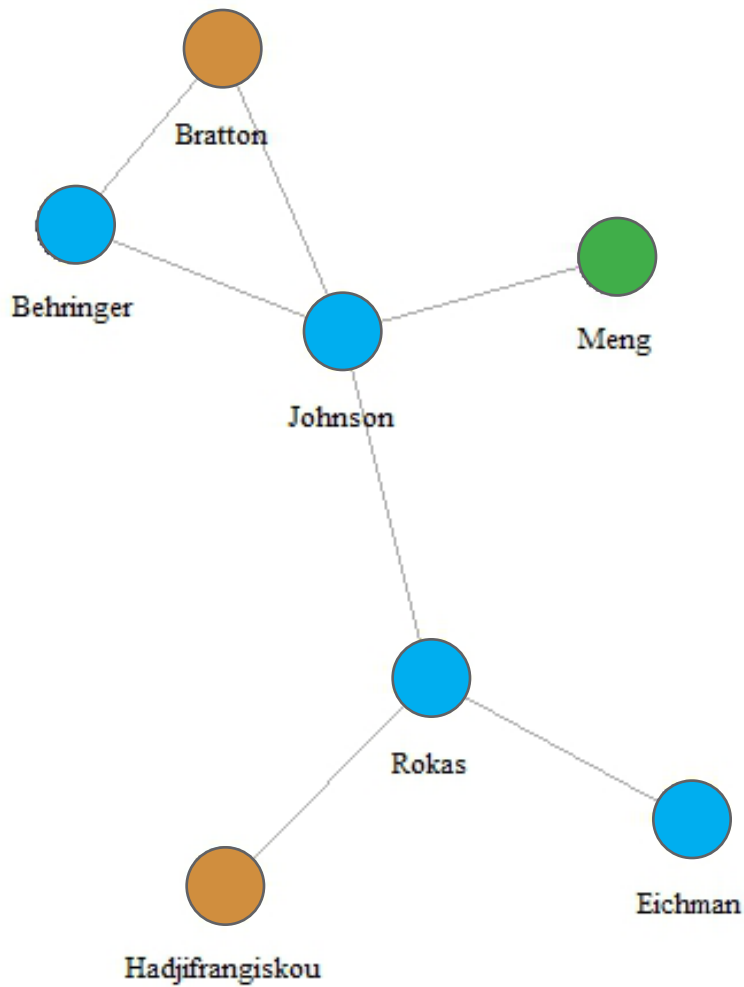 Bratton
Behringer
Meng
Johnson
Rokas
Eichman
Hadjifrangiskou